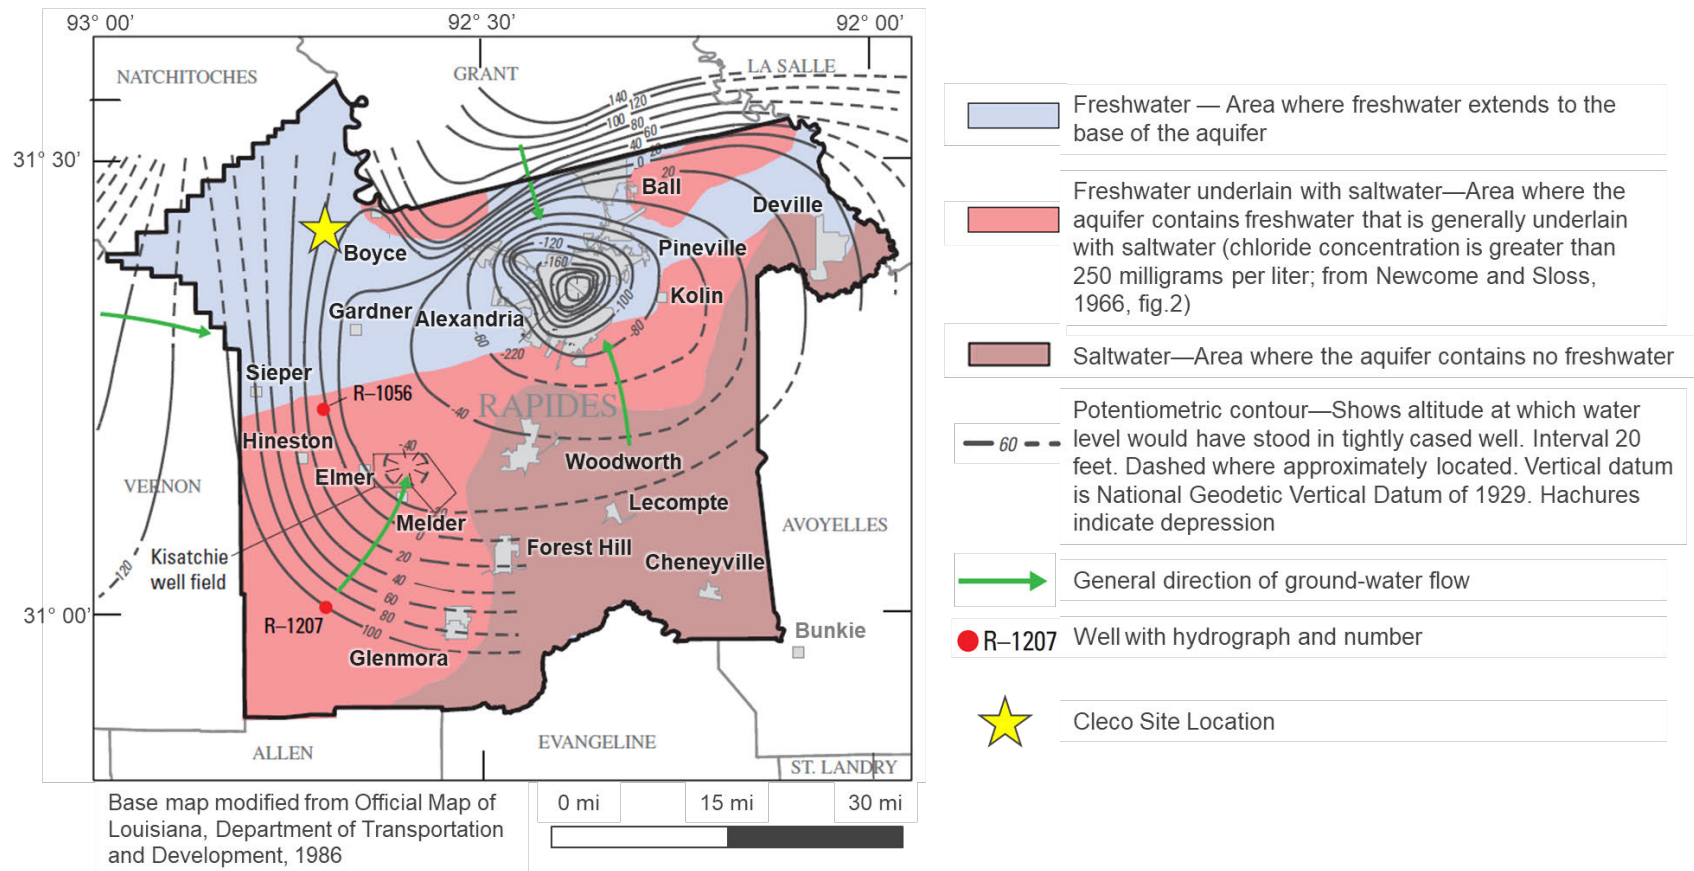 93° 00’
92° 30’
92° 00’
NATCHITOCHES
GRANT
LA SALLE
140
120
100
80
60
40
20
0
20
31° 30’
Ball
Deville
-120
-160
Pineville
Boyce
-100
Kolin
Gardner
Alexandria
-80
-60
-220
Sieper
R–1056
-40
RAPIDES
Hineston
-40
Elmer
Woodworth
VERNON
Lecompte
-20
Melder
AVOYELLES
0
Forest Hill
20
Kisatchie
well field
Cheneyville
120
40
60
80
31° 00’
R–1207
100
Bunkie
Glenmora
ALLEN
EVANGELINE
ST. LANDRY
Base map modified from Official Map of
Louisiana, Department of Transportation
and Development, 1986
0 mi
15 mi
30 mi
Freshwater — Area where freshwater extends to the
base of the aquifer
Freshwater underlain with saltwater—Area where the
aquifer contains freshwater that is generally underlain
with saltwater (chloride concentration is greater than
250 milligrams per liter; from Newcome and Sloss,
1966, fig.2)
Saltwater—Area where the aquifer contains no freshwater
60
Potentiometric contour—Shows altitude at which water
level would have stood in tightly cased well. Interval 20
feet. Dashed where approximately located. Vertical datum
is National Geodetic Vertical Datum of 1929. Hachures
indicate depression
General direction of ground-water flow
R–1207
Well with hydrograph and number
Cleco Site Location